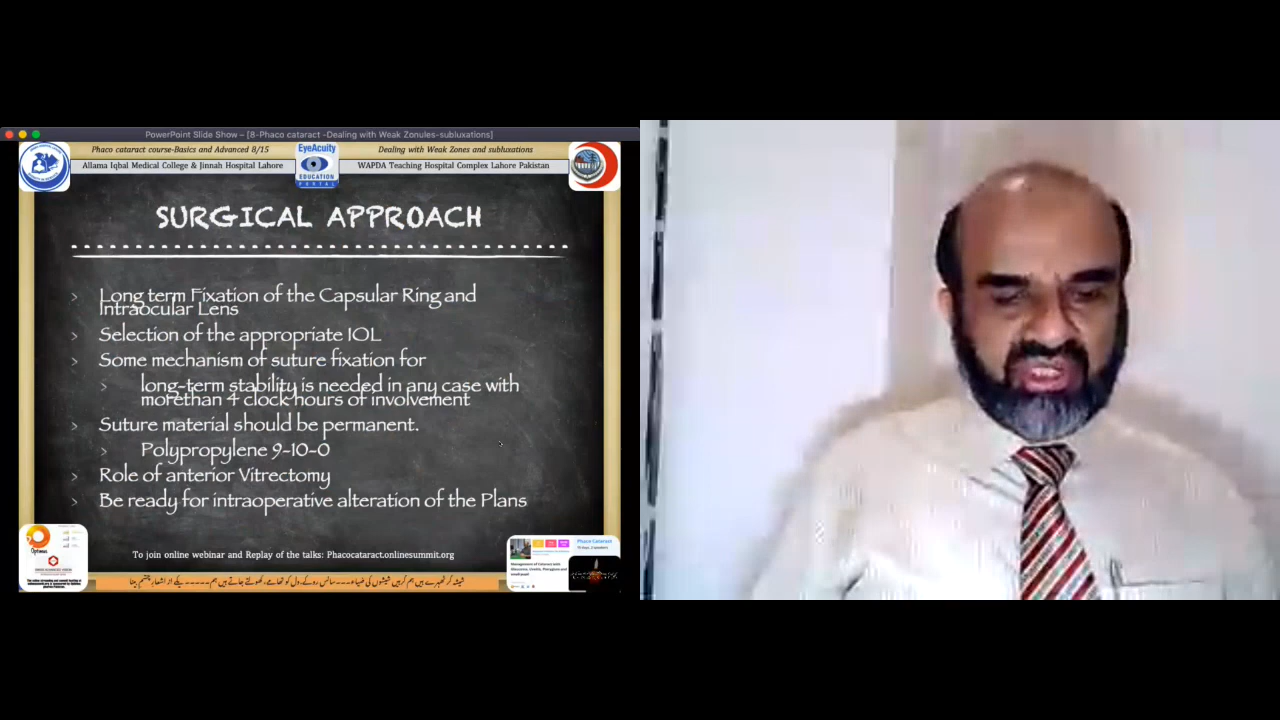 PowerPoint Slide Show – [8-Phaco cataract -Dealing with Weak Zonules-subluxations]
Phaco cataract course-Basics and Advanced 8/15
Dealing with Weak Zones and subluxations
Allama Iqbal Medical College & Jinnah Hospital Lahore
WAPDA Teaching Hospital Complex Lahore Pakistan
EyeAcuity
EDUCATION
PORTAL
SURGICAL APPROACH
> Long term Fixation of the Capsular Ring and
Intraocular Lens
> Selection of the appropriate IOL
> Some mechanism of suture fixation for
> long-term stability is needed in any case with
morethan 4 clock hours of involvement
> Suture material should be permanent.
> Polypropylene 9-10-0
> Role of anterior Vitrectomy
> Be ready for intraoperative alteration of the Plans
To join online webinar and Replay of the talks: Phacocataract.onlinesummit.org
Optimus
Phaco Cataract